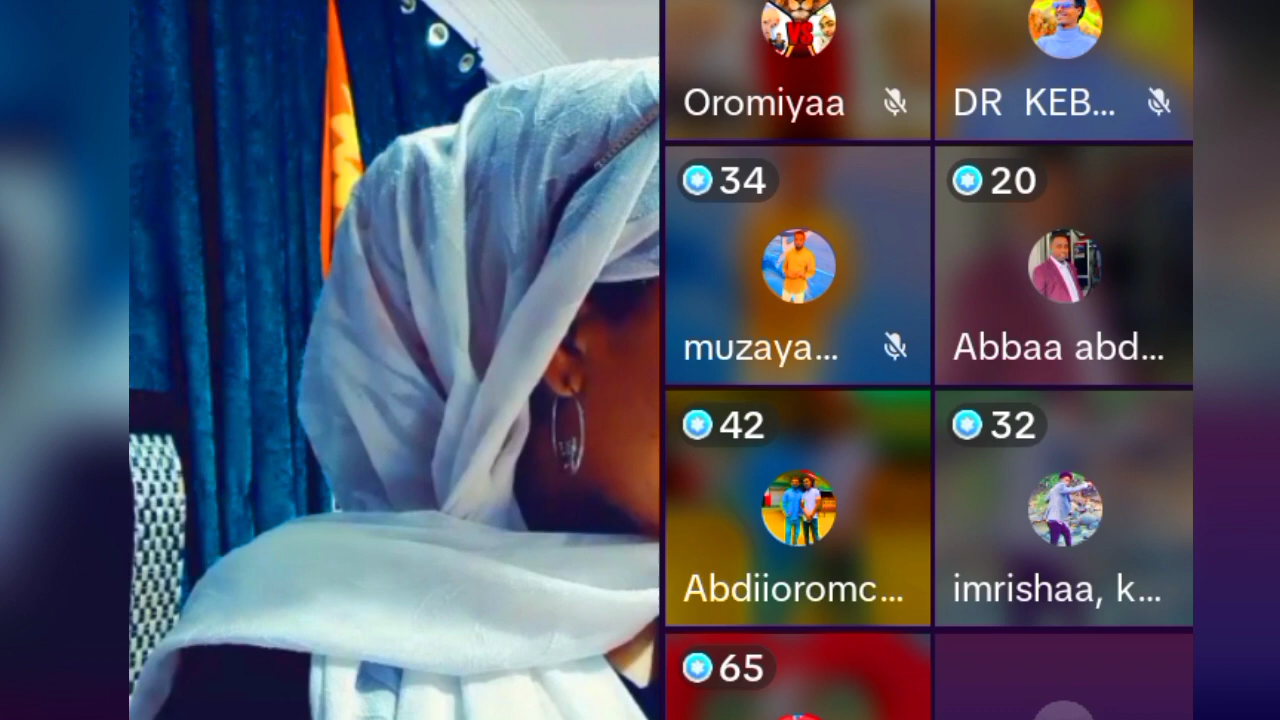 VS
Oromiyaa
DR KEB...
34
20
muzaya...
Abbaa abd...
42
32
Abdiioromc...
imrishaa, k...
65